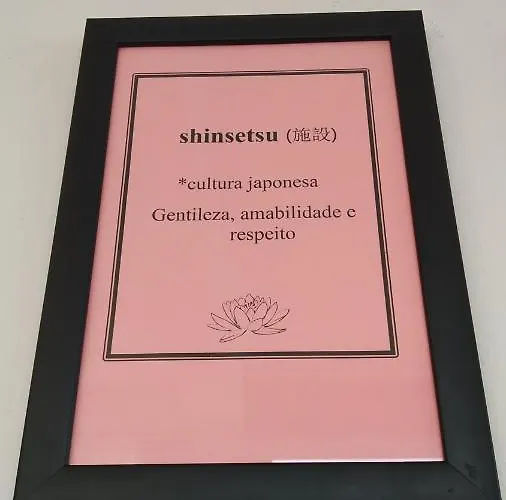 shinsetsu (施設)
*cultura japonesa
Gentileza, amabilidade e
respeito